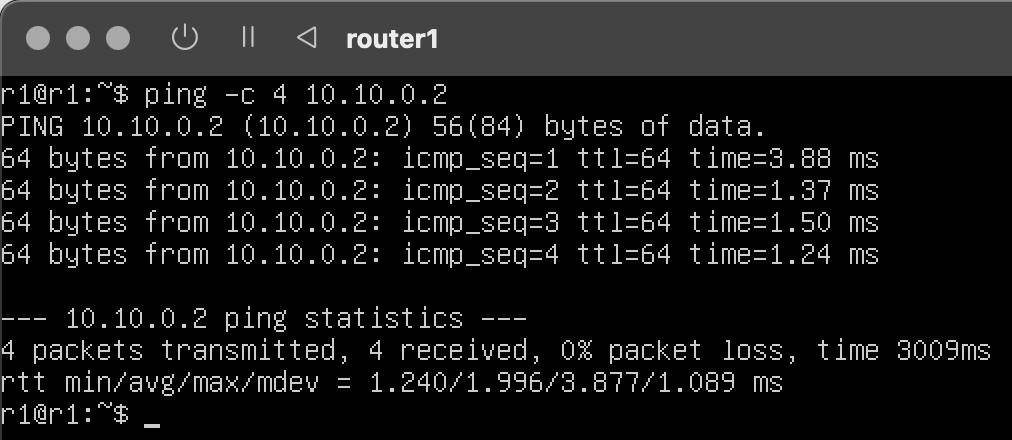 router1
r1@r1:~$ ping -c 4 10.10.0.2
PING 10.10.0.2 (10.10.0.2) 56(84) bytes of data.
64 bytes from 10.10.0.2: icmp_seq=1 ttl=64 time=3.88 ms
64 bytes from 10.10.0.2: icmp_seq=2 ttl=64 time=1.37 ms
64 bytes from 10.10.0.2: icmp_seq=3 ttl=64 time=1.50 ms
64 bytes from 10.10.0.2: icmp_seq=4 ttl=64 time=1.24 ms
--- 10.10.0.2 ping statistics ---
4 packets transmitted, 4 received, 0% packet loss, time 3009ms
rtt min/avg/max/mdev = 1.240/1.996/3.877/1.089 ms
r1@r1:~$ _